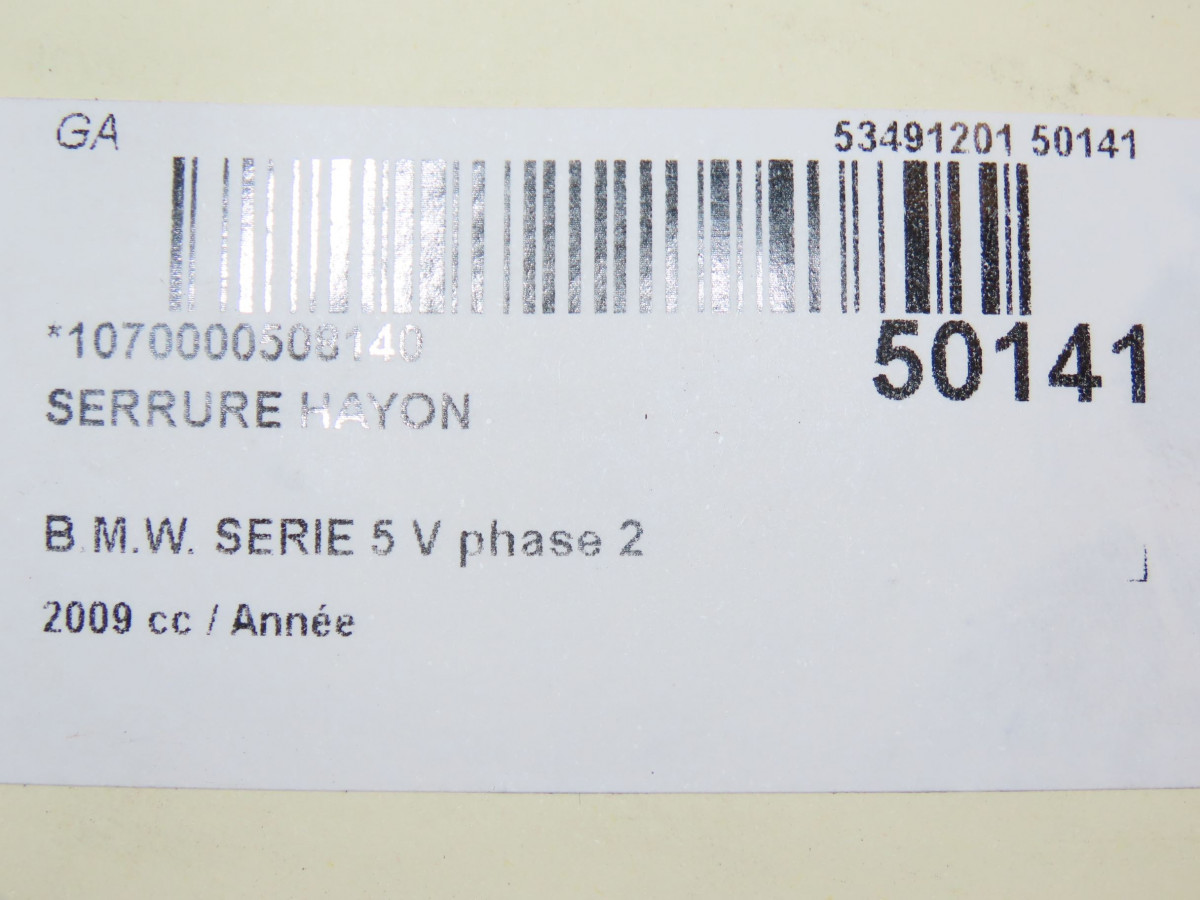 GA
53491201 50141
*1070000508140
50141
SERRURE HAYON
B.M.W. SERIE 5 V phase 2
2009 cc / Année